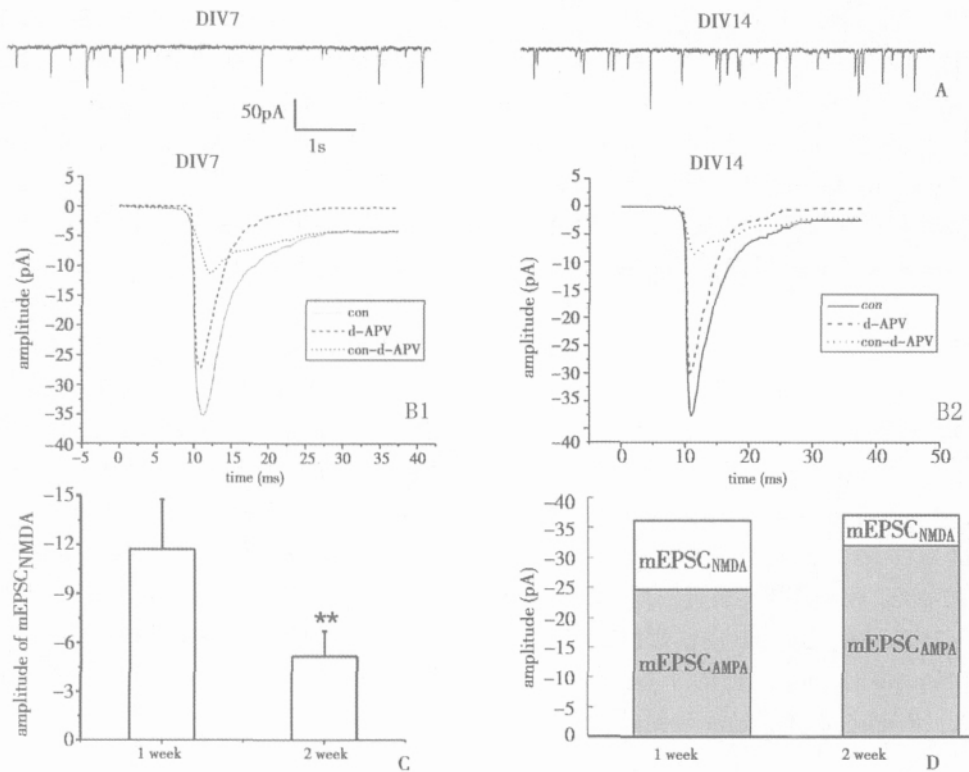 DIV7
DIV14
A
50pA
1s
DIV7
DIV14
5
0
-5
-10
-15
-20
-25
-30
-35
-40
amplitude (pA)
con
d-APV
con-d-APV
B1
-5 0 5 10 15 20 25 30 35 40
time (ms)
5
0
-5
-10
-15
-20
-25
-30
-35
-40
amplitude (pA)
con
d-APV
con-d-APV
B2
0 10 20 30 40 50
time (ms)
-15
-12
-9
-6
-3
0
amplitude of mEPSCNMDA
**
1 week 2 week
C
-40
-35
-30
-25
-20
-15
-10
-5
0
amplitude (pA)
mEPSCNMDA
mEPSCAMPA
mEPSCNMDA
mEPSCAMPA
1 week 2 week
D